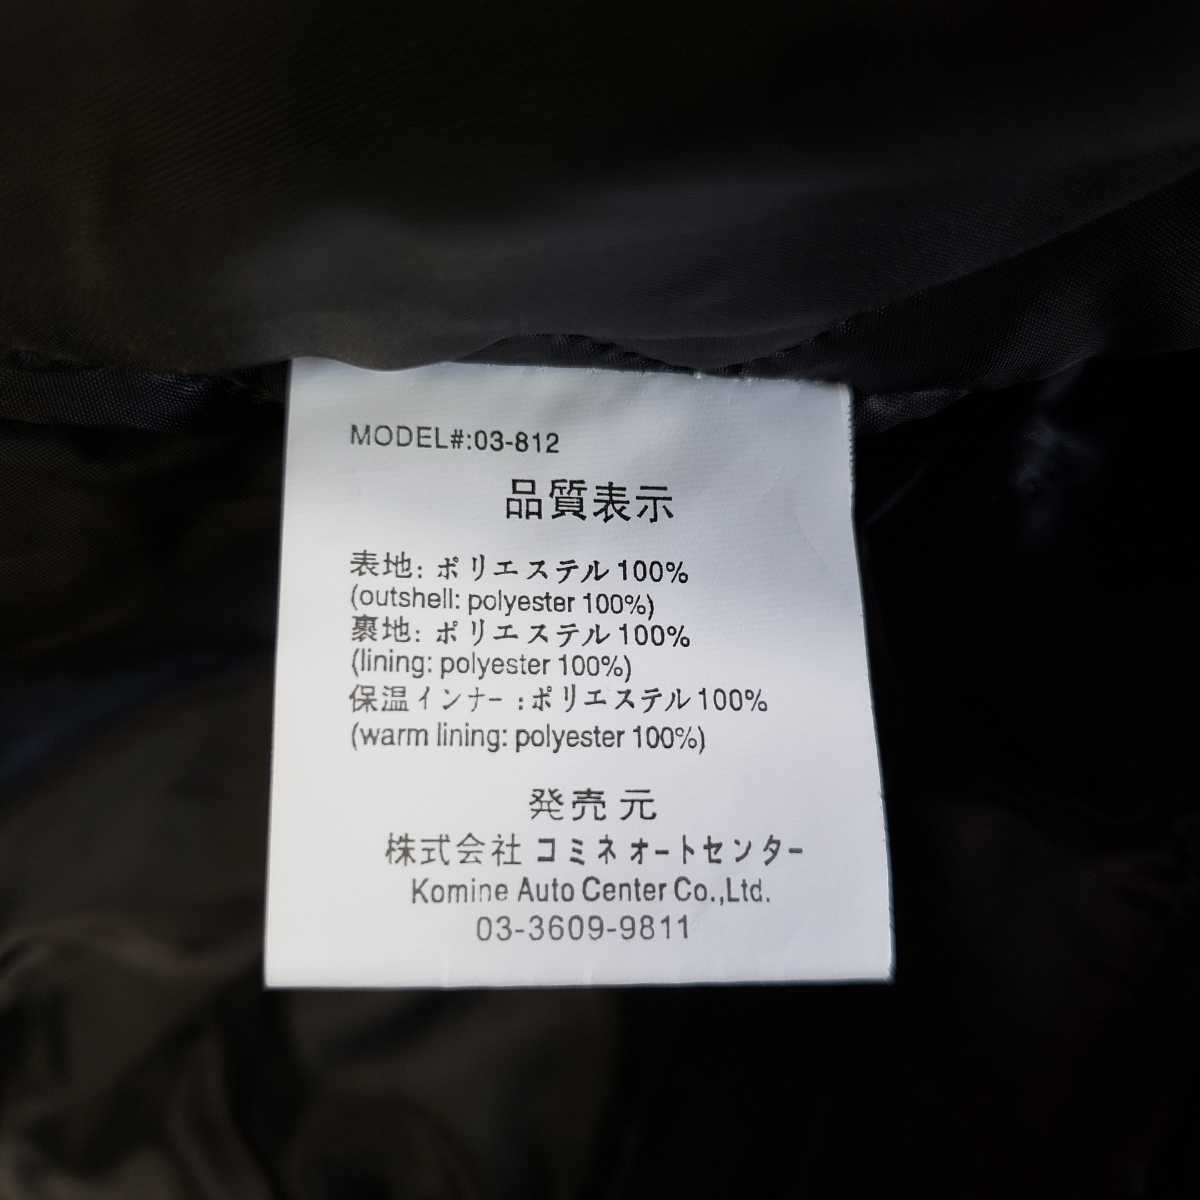 MODEL#:03-812
品質表示
表地: ポリエステル100%
(outshell: polyester 100%)
裏地: ポリエステル100%
(lining: polyester 100%)
保温インナー:ポリエステル100%
(warm lining: polyester 100%)
発売元
株式会社コミネオートセンター
Komine Auto Center Co.,Ltd.
03-3609-9811